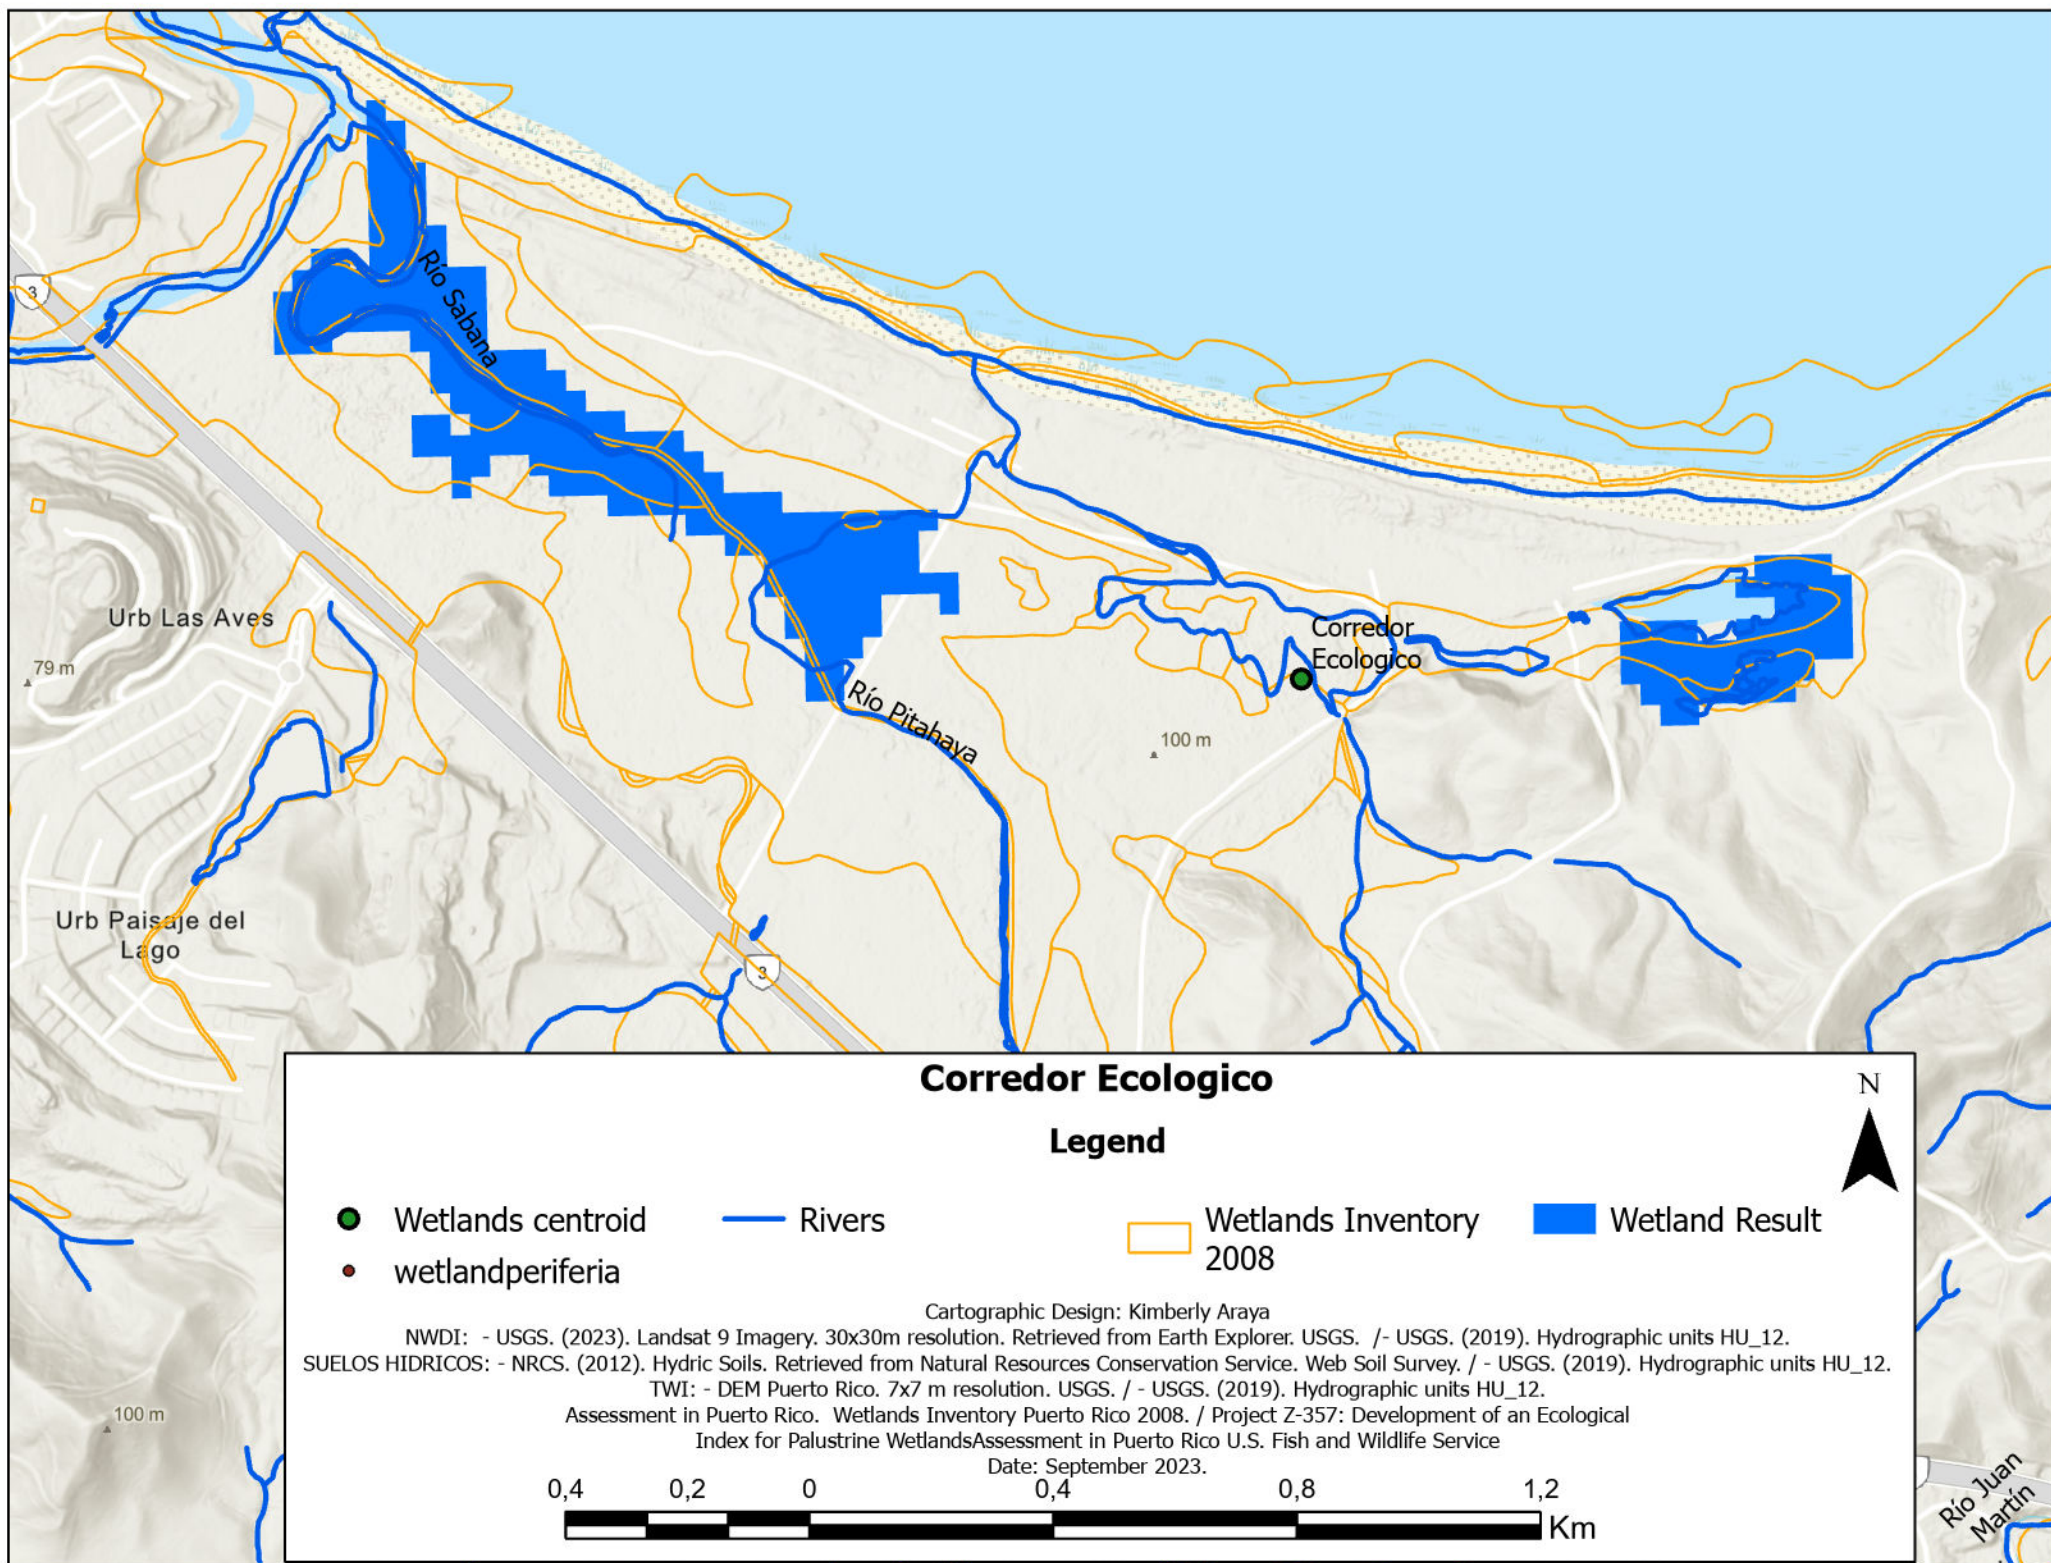 3
Río Sabana
Urb Las Aves
79 m
Corredor
Ecologico
Río Pitahaya
100 m
Urb Paisaje del
Lago
3
Corredor Ecologico
N
Legend
Wetlands centroid
Rivers
Wetlands Inventory
2008
Wetland Result
wetlandperiferia
Cartographic Design: Kimberly Araya
NWDI: - USGS. (2023). Landsat 9 Imagery. 30x30m resolution. Retrieved from Earth Explorer. USGS. /- USGS. (2019). Hydrographic units HU_12.
SUELOS HIDRICOS: - NRCS. (2012). Hydric Soils. Retrieved from Natural Resources Conservation Service. Web Soil Survey. / - USGS. (2019). Hydrographic units HU_12.
TWI: - DEM Puerto Rico. 7x7 m resolution. USGS. / - USGS. (2019). Hydrographic units HU_12.
Assessment in Puerto Rico. Wetlands Inventory Puerto Rico 2008. / Project Z-357: Development of an Ecological
Index for Palustrine WetlandsAssessment in Puerto Rico U.S. Fish and Wildlife Service
Date: September 2023.
100 m
0,4 0,2 0 0,4 0,8 1,2
Km
Río Juan
Martín